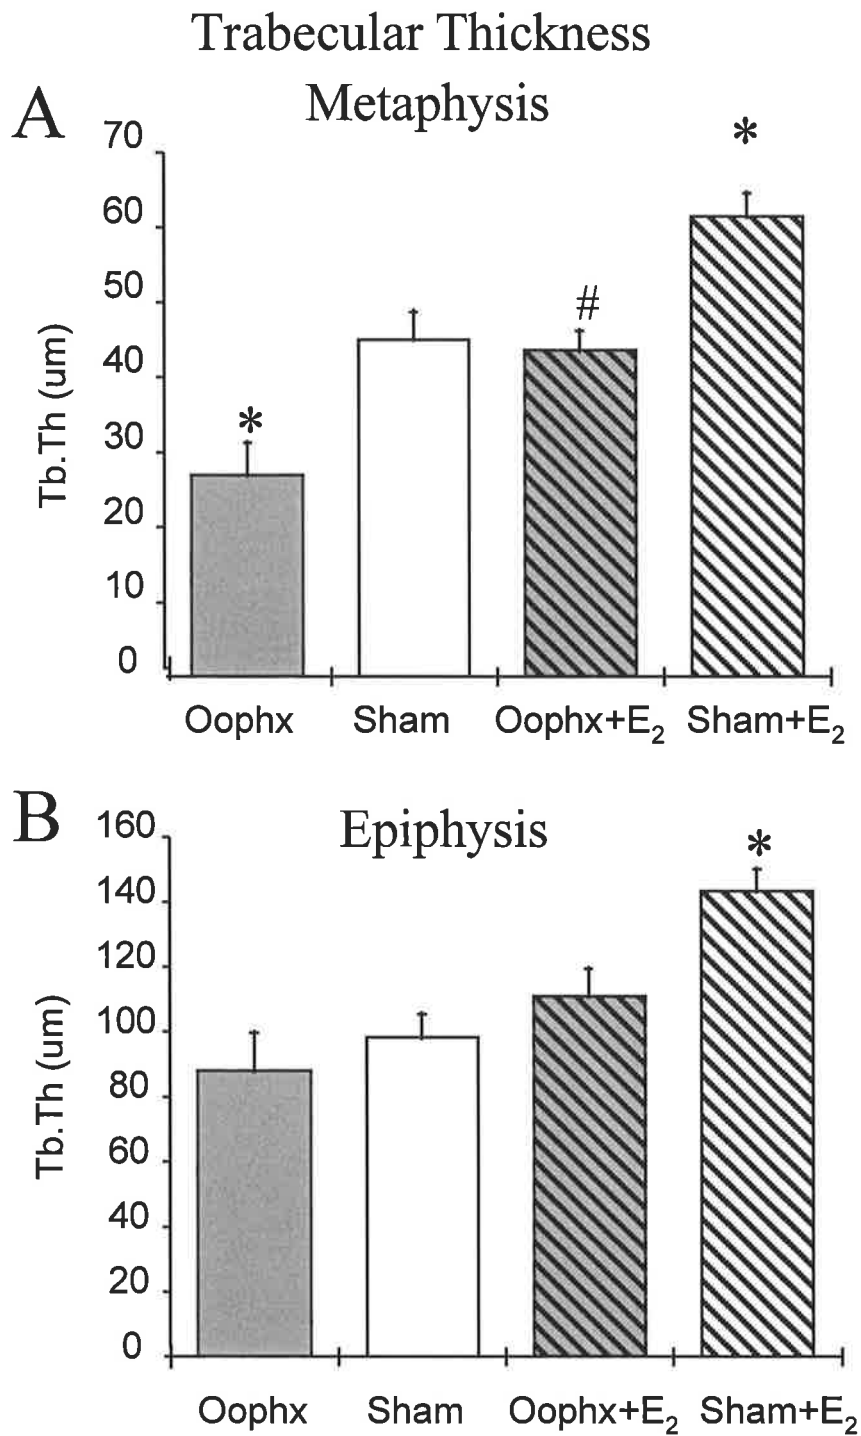 Trabecular Thickness
A
Metaphysis
70
60
50
40
30
20
10
0
Tb.Th (um)
*
#
*
Oophx Sham Oophx+E₂ Sham+E₂
B
Epiphysis
160
140
120
100
80
60
40
20
0
Tb.Th (um)
*
Oophx Sham Oophx+E₂ Sham+E₂